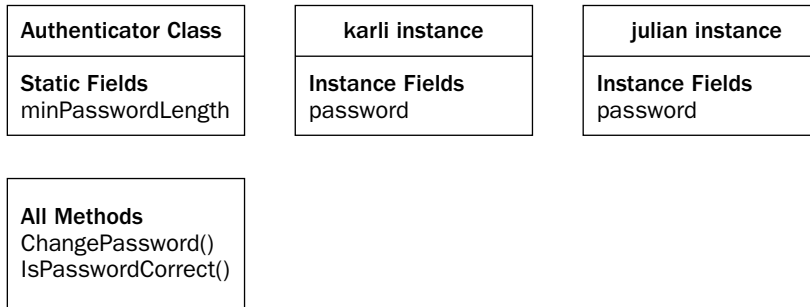 Authenticator Class
Static Fields
minPasswordLength
karli instance
Instance Fields
password
julian instance
Instance Fields
password
All Methods
ChangePassword()
IsPasswordCorrect()